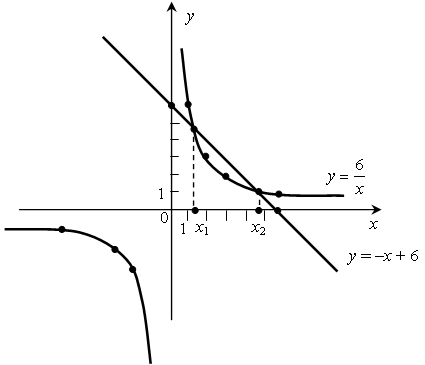 y
y = 6/x
1
0
1 x₁
x₂
x
y = –x + 6